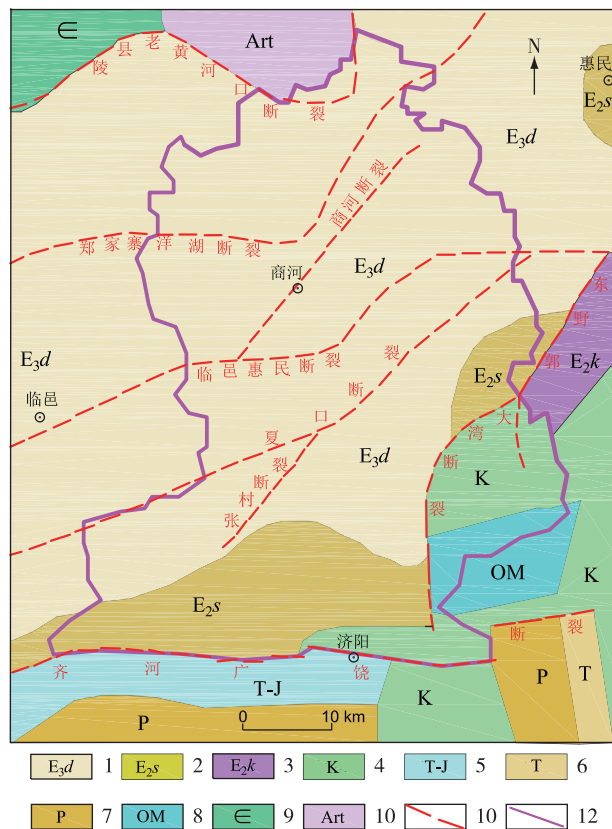 ∈
Art
N
惠民
E₂s
陵县老黄河口断裂
E₃d
商河断裂
郑家寨洋湖断裂
商河
E₃d
东野郭
E₃d
临邑
临邑惠民断裂
E₂s
E₂k
夏口断裂
大湾断裂
E₃d
K
张村断裂
OM
K
E₂s
济阳
断裂
齐河广饶
T-J
K
P
T
P
0 10 km
E₃d 1 E₂s 2 E₂k 3 K 4 T-J 5 T 6
P 7 OM 8 ∈ 9 Art 10 10 12